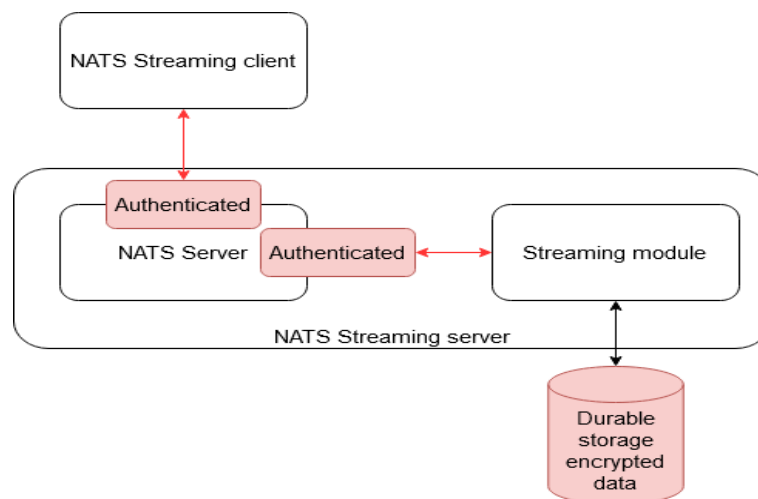 NATS Streaming client
Authenticated
NATS Server
Authenticated
Streaming module
NATS Streaming server
Durable
storage
encrypted
data